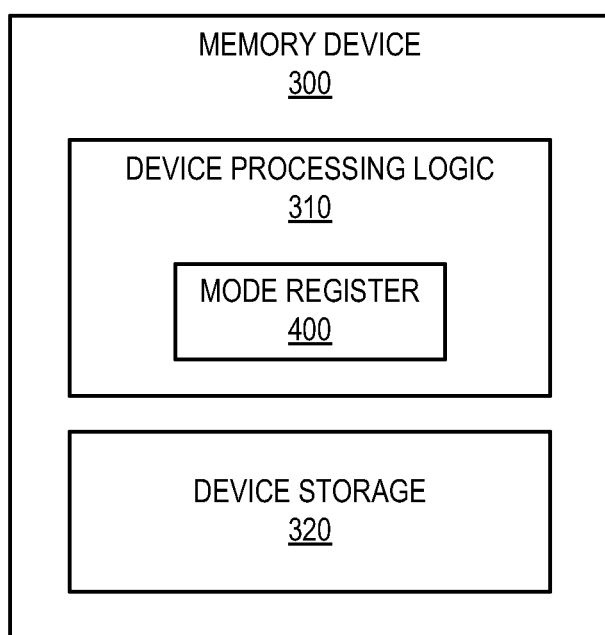 MEMORY DEVICE
300
DEVICE PROCESSING LOGIC
310
MODE REGISTER
400
DEVICE STORAGE
320